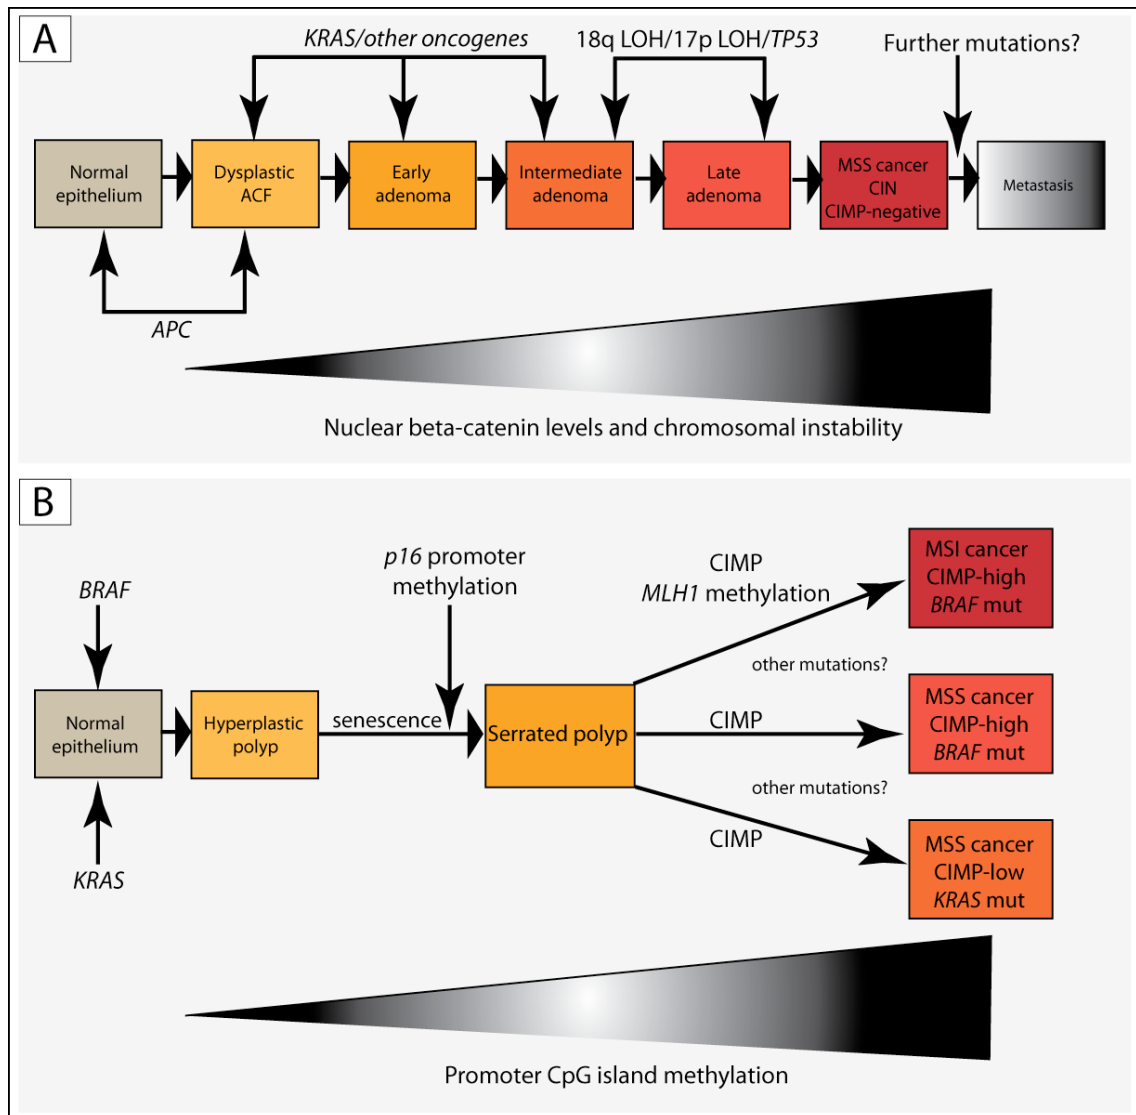 A
KRAS/other oncogenes
18q LOH/17p LOH/TP53
Further mutations?
Normal
epithelium
Dysplastic
ACF
Early
adenoma
Intermediate
adenoma
Late
adenoma
MSS cancer
CIN
CIMP-negative
Metastasis
APC
Nuclear beta-catenin levels and chromosomal instability
B
BRAF
p16 promoter
methylation
CIMP
MLH1 methylation
MSI cancer
CIMP-high
BRAF mut
other mutations?
Normal
epithelium
Hyperplastic
polyp
senescence
Serrated polyp
CIMP
MSS cancer
CIMP-high
BRAF mut
other mutations?
CIMP
MSS cancer
CIMP-low
KRAS mut
KRAS
Promoter CpG island methylation